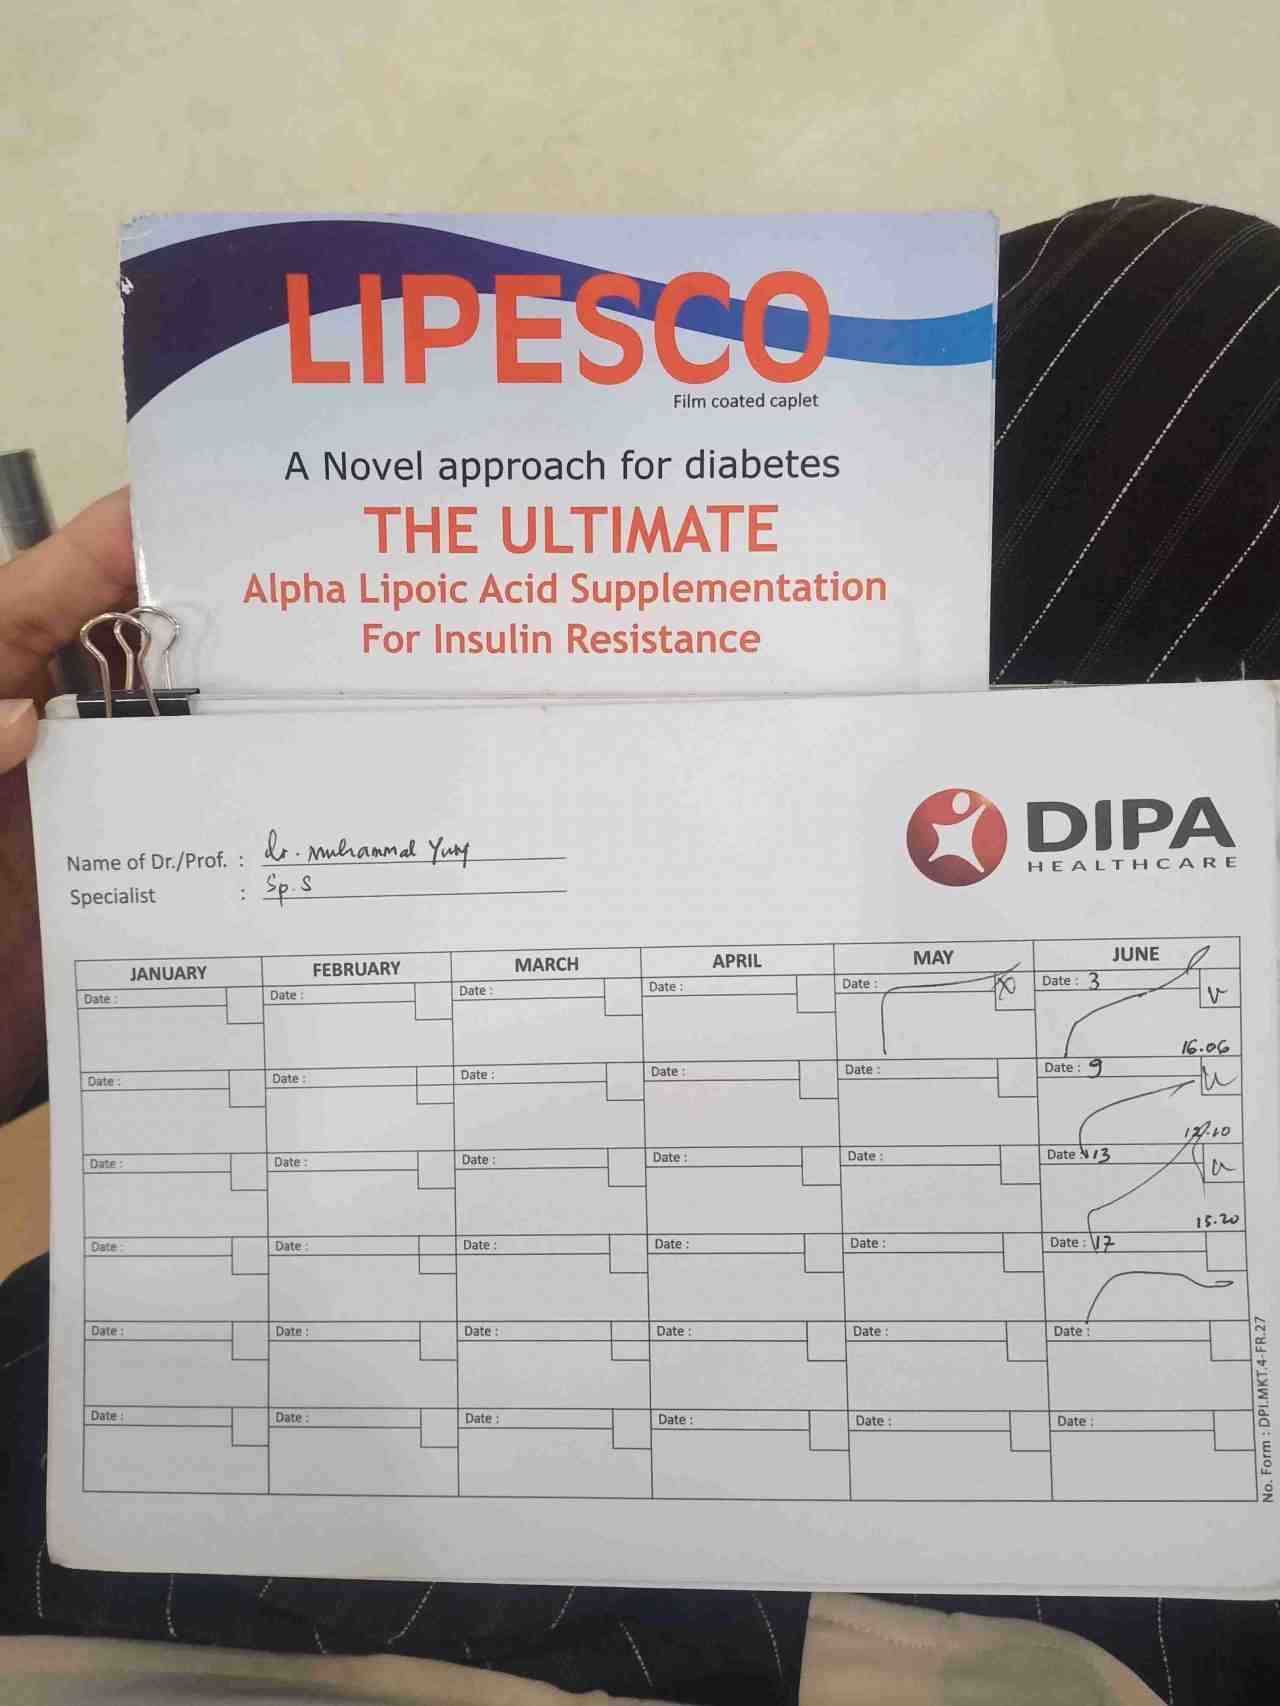 LIPESCO
Film coated caplet
A Novel approach for diabetes
THE ULTIMATE
Alpha Lipoic Acid Supplementation
For Insulin Resistance
DIPA
HEALTHCARE
Name of Dr./Prof. : dr. Muhammad
Specialist : Sp.S
JANUARY FEBRUARY MARCH APRIL MAY JUNE
Date : Date : Date : Date : Date : Date : 3
16.06
Date : Date : Date : Date : Date : Date : 9
12.10
Date : Date : Date : Date : Date : Date : 13
15.20
Date : Date : Date : Date : Date : Date : 17
Date : Date : Date : Date : Date : Date :
Date : Date : Date : Date : Date : Date :
No. Form : DPI.MKT.4-FR.27